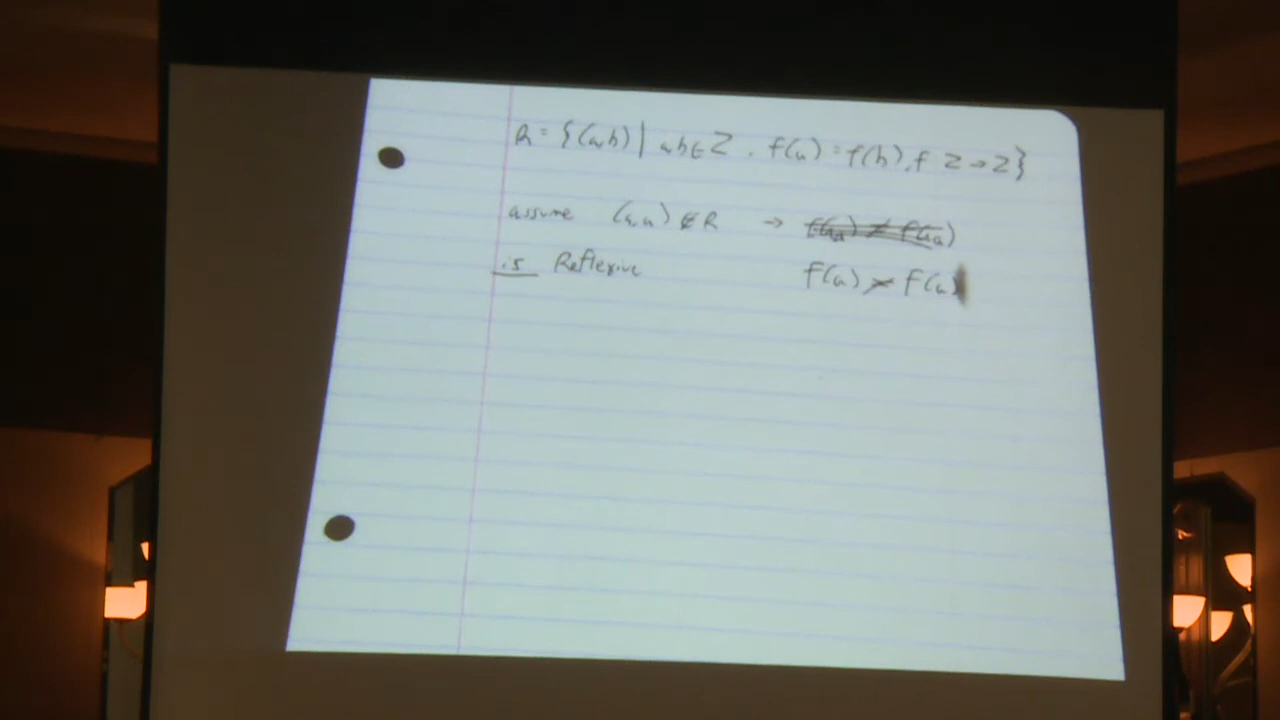 R = {(a,b) | a,b ∈ Z, f(a) = f(b), f Z → Z}
assume (a,a) ∉ R →
is Reflexive f(a) ≠ f(a)